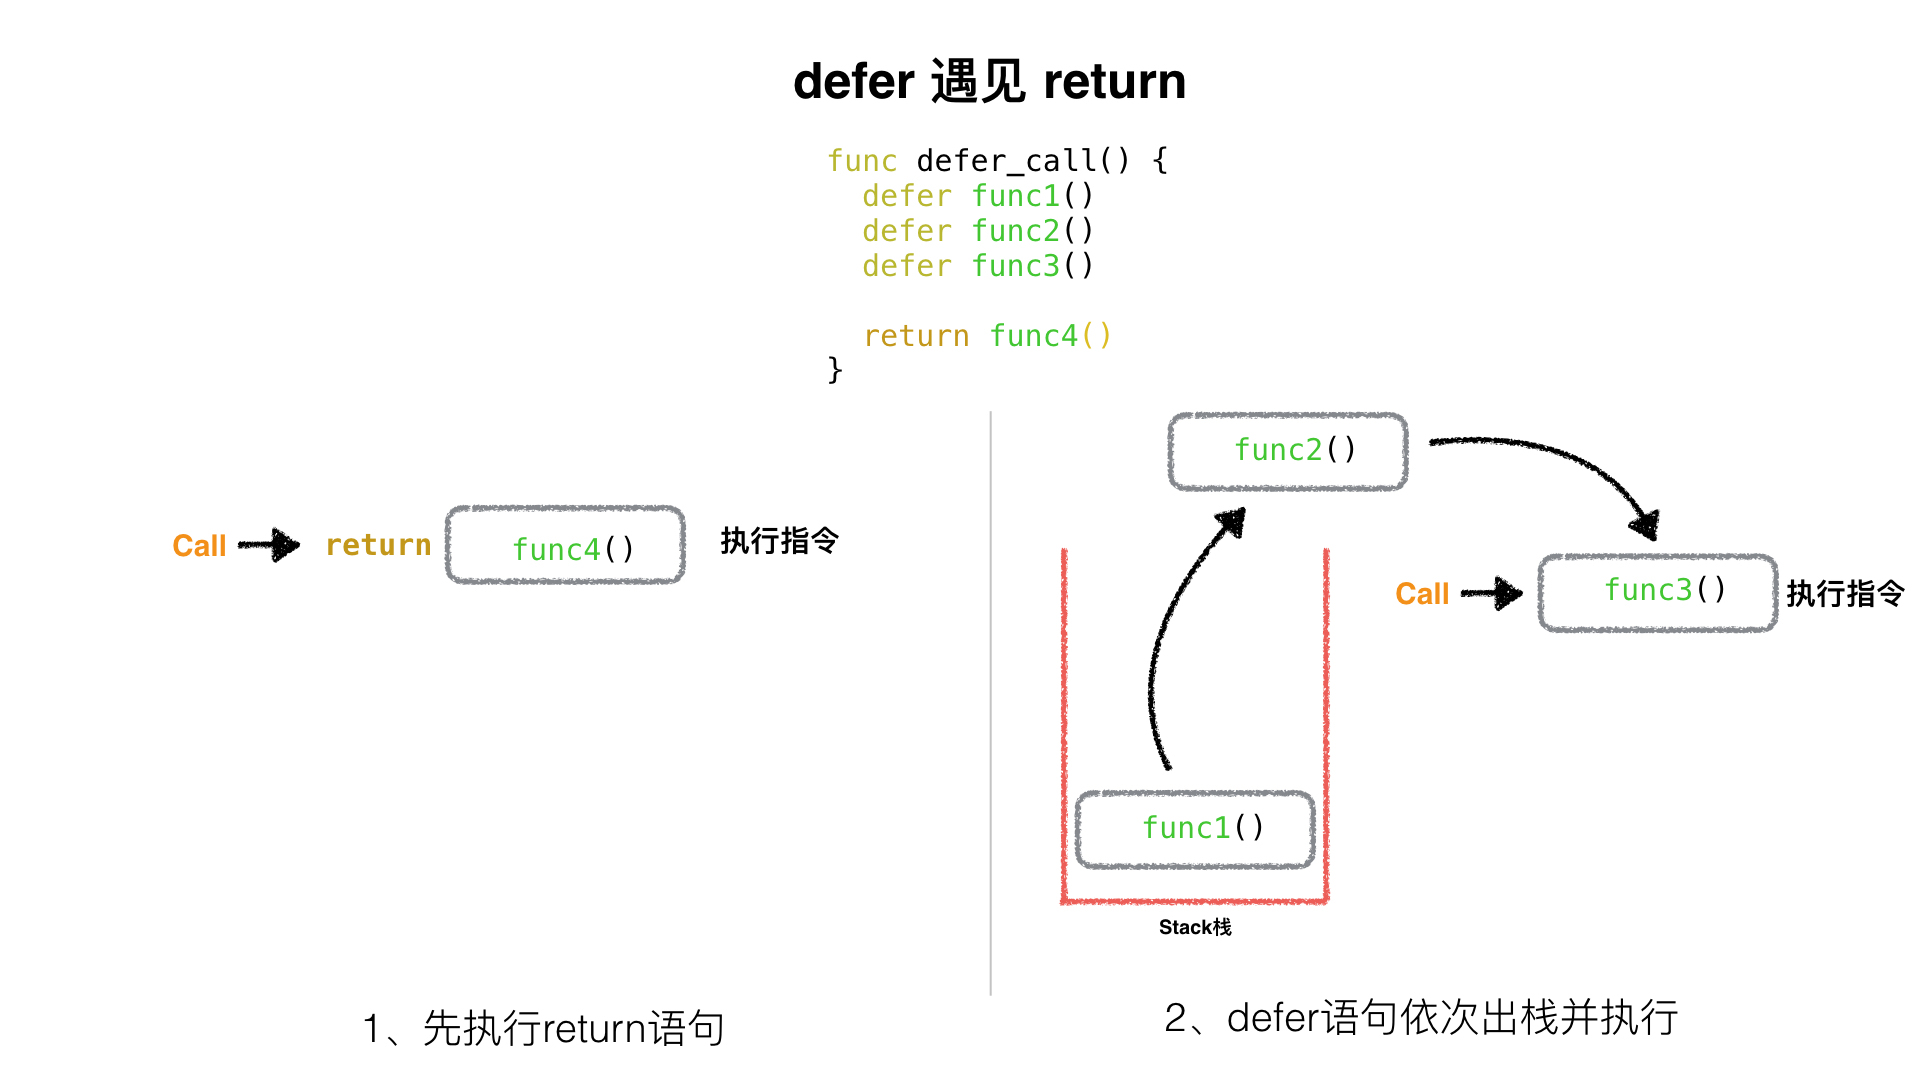 defer 遇见 return
func defer_call() {
defer func1()
defer func2()
defer func3()
return func4()
}
Call return func4() 执行指令
1、先执行return语句
func2()
Call func3() 执行指令
func1()
Stack栈
2、defer语句依次出栈并执行